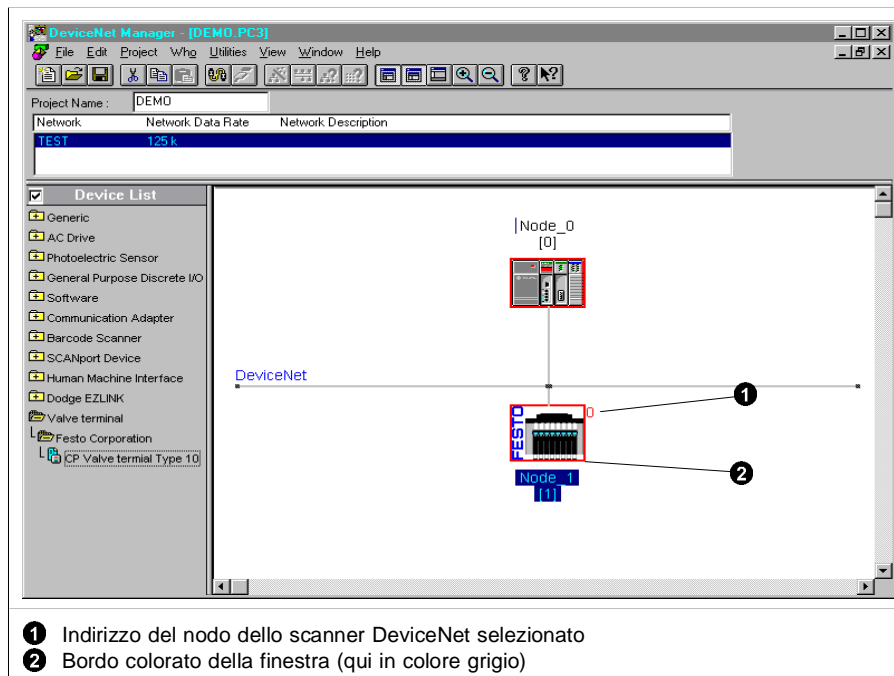 DeviceNet Manager - [DEMO.PC3]
File Edit Project Who Utilities View Window Help
Project Name : DEMO
Network Network Data Rate Network Description
TEST 125 k
Device List
Generic
AC Drive
Photoelectric Sensor
General Purpose Discrete I/O
Software
Communication Adapter
Barcode Scanner
SCANport Device
Human Machine Interface
Dodge EZLINK
Valve terminal
Festo Corporation
CP Valve termial Type 10
Node_0
[0]
DeviceNet
1
FESTO
0
2
Node_1
[1]
1 Indirizzo del nodo dello scanner DeviceNet selezionato
2 Bordo colorato della finestra (qui in colore grigio)